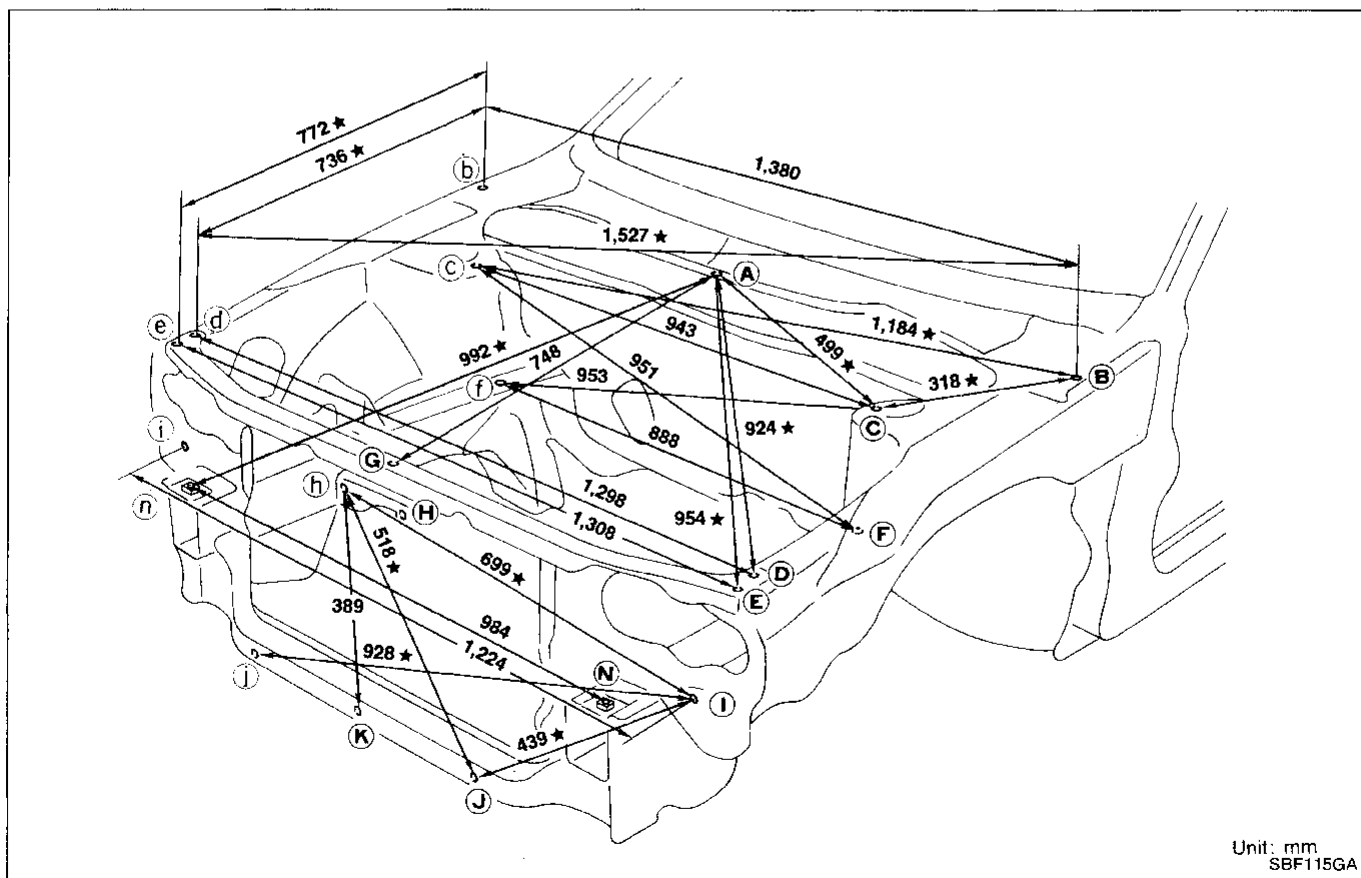 772★
736★
b
1,380
1,527★
c
A
e
d
943
1,184★
992★
748
951
499★
f
953
318★
B
C
i
924★
888
G
n
h
H
1,298
1,308
954★
F
518★
699★
D
E
389
984
928★
1,224
j
N
I
K
439★
J
Unit: mm
SBF115GA